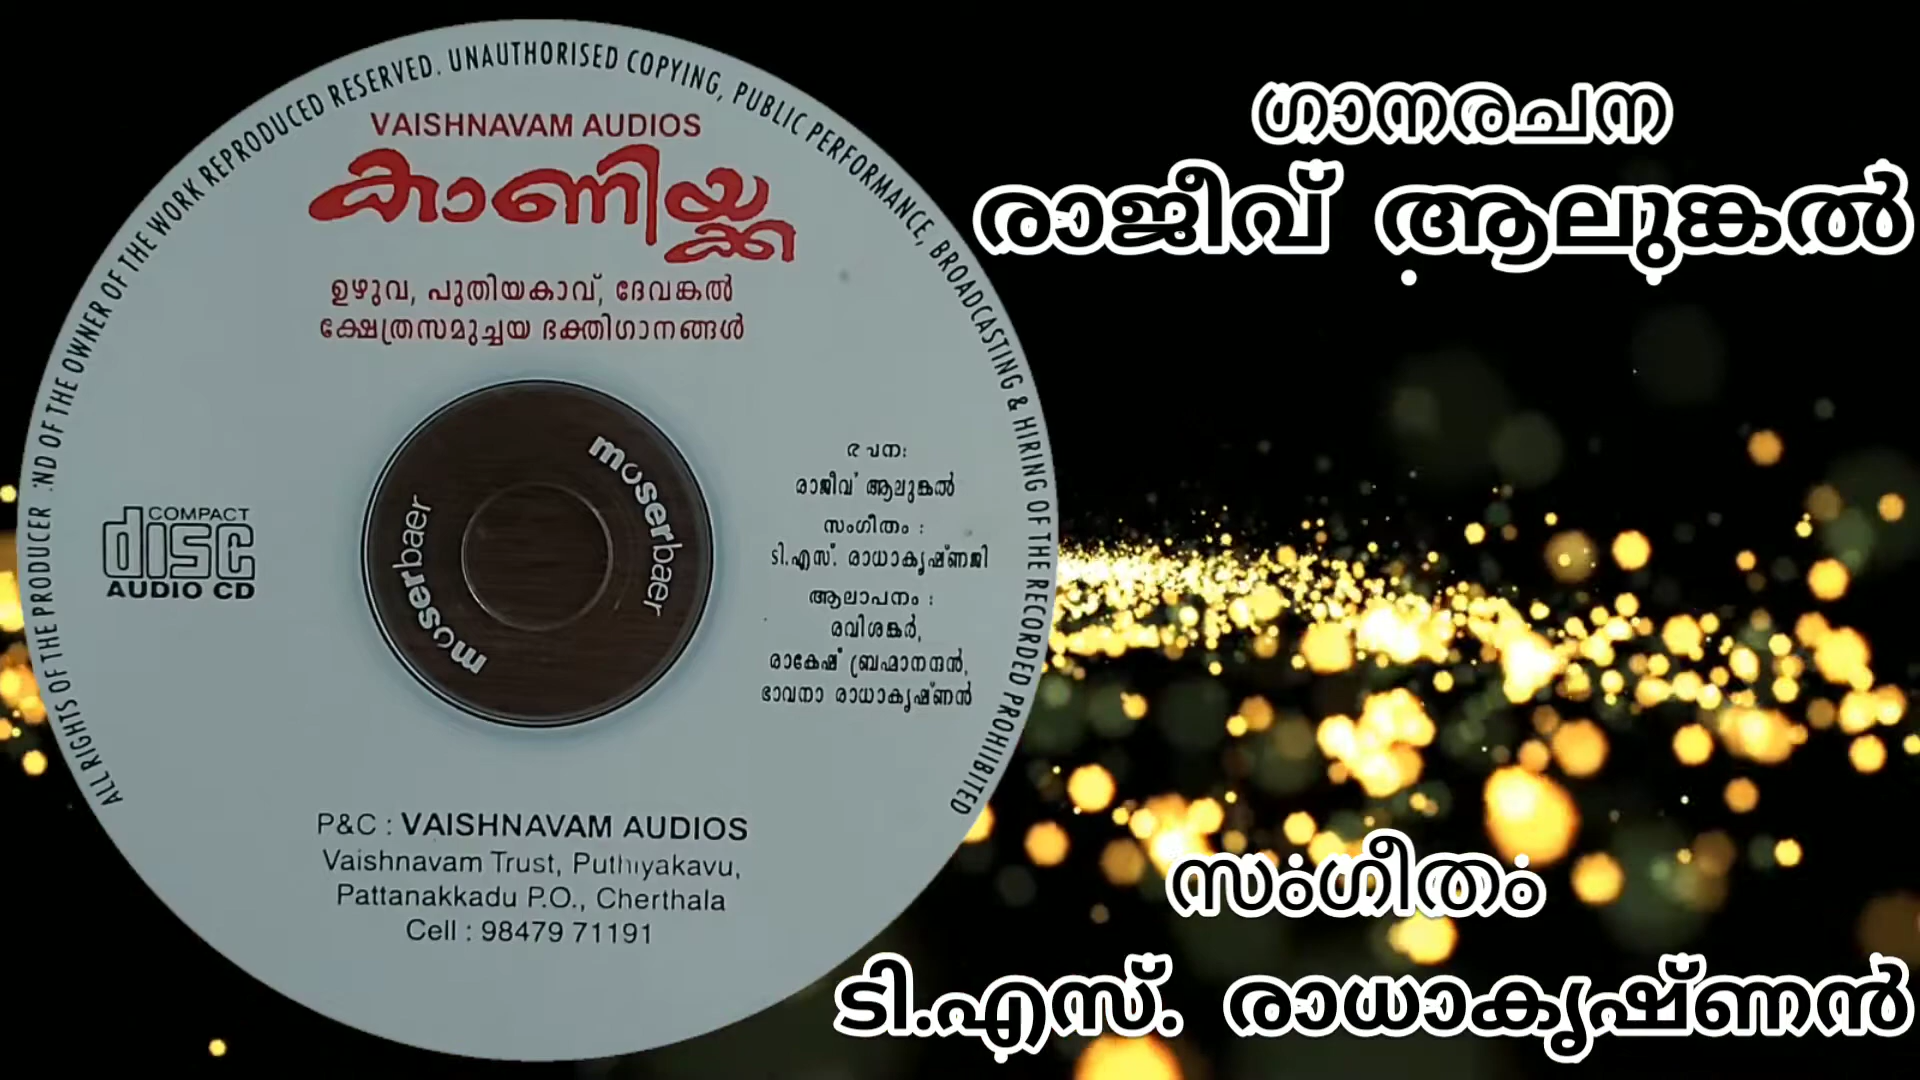 ALL RIGHTS OF THE PRODUCER .ND OF THE OWNER OF THE WORK REPRODUCED RESERVED. UNAUTHORISED COPYING, PUBLIC PERFORMANCE, BROADCASTING & HIRING OF THE RECORDED PROHIBITED
VAISHNAVAM AUDIOS
കാണിയ്ക്ക
ഉഴുവ, പുതിയകാവ്, ദേവങ്കൽ
ക്ഷേത്രസമുച്ചയ ഭക്തിഗാനങ്ങൾ
moserbaer
moserbaer
COMPACT
disc
AUDIO CD
രചന:
രാജീവ് ആലുങ്കൽ
സംഗീതം :
ടി.എസ്. രാധാകൃഷ്ണജി
ആലാപനം :
രവിശങ്കർ,
രാകേഷ് ബ്രഹ്മാനന്ദൻ,
ഭാവനാ രാധാകൃഷ്ണൻ
P&C : VAISHNAVAM AUDIOS
Vaishnavam Trust, Puthiyakavu,
Pattanakkadu P.O., Cherthala
Cell : 98479 71191
ഗാനരചന
രാജീവ് ആലുങ്കൽ
സംഗീതം
ടി.എസ്. രാധാകൃഷ്ണൻ